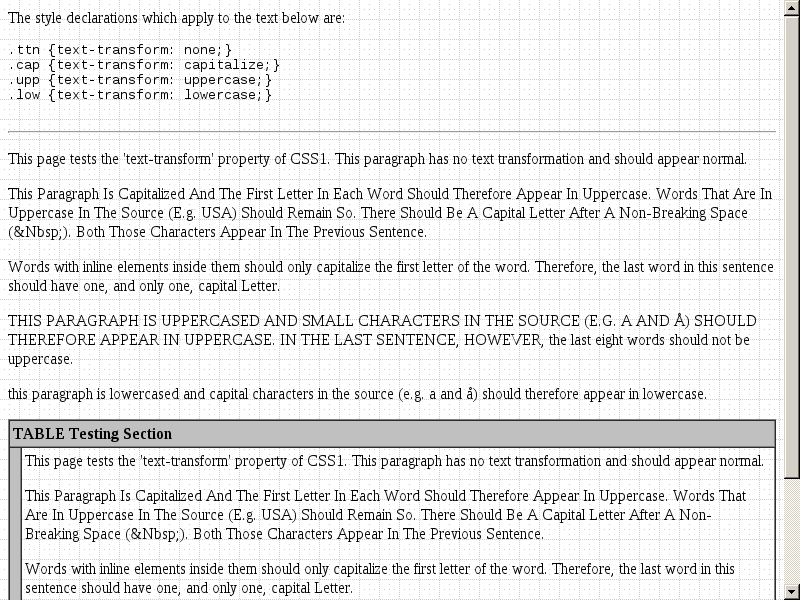 The style declarations which apply to the text below are:
.ttn {text-transform: none;}
.cap {text-transform: capitalize;}
.upp {text-transform: uppercase;}
.low {text-transform: lowercase;}
This page tests the 'text-transform' property of CSS1. This paragraph has no text transformation and should appear normal.
This Paragraph Is Capitalized And The First Letter In Each Word Should Therefore Appear In Uppercase. Words That Are In
Uppercase In The Source (E.g. USA) Should Remain So. There Should Be A Capital Letter After A Non-Breaking Space
(&Nbsp;). Both Those Characters Appear In The Previous Sentence.
Words with inline elements inside them should only capitalize the first letter of the word. Therefore, the last word in this sentence
should have one, and only one, capital Letter.
THIS PARAGRAPH IS UPPERCASED AND SMALL CHARACTERS IN THE SOURCE (E.G. A AND Å) SHOULD
THEREFORE APPEAR IN UPPERCASE. IN THE LAST SENTENCE, HOWEVER, the last eight words should not be
uppercase.
this paragraph is lowercased and capital characters in the source (e.g. a and å) should therefore appear in lowercase.
TABLE Testing Section
This page tests the 'text-transform' property of CSS1. This paragraph has no text transformation and should appear normal.
This Paragraph Is Capitalized And The First Letter In Each Word Should Therefore Appear In Uppercase. Words That
Are In Uppercase In The Source (E.g. USA) Should Remain So. There Should Be A Capital Letter After A Non-
Breaking Space (&Nbsp;). Both Those Characters Appear In The Previous Sentence.
Words with inline elements inside them should only capitalize the first letter of the word. Therefore, the last word in this
sentence should have one, and only one, capital Letter.